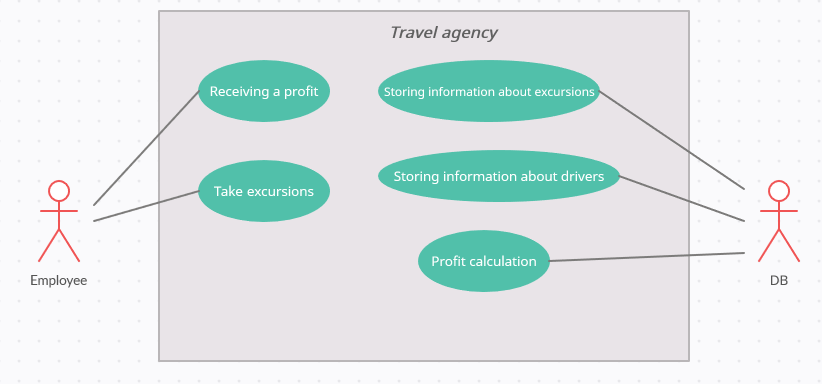 Travel agency
Receiving a profit
Storing information about excursions
Take excursions
Storing information about drivers
Profit calculation
Employee
DB